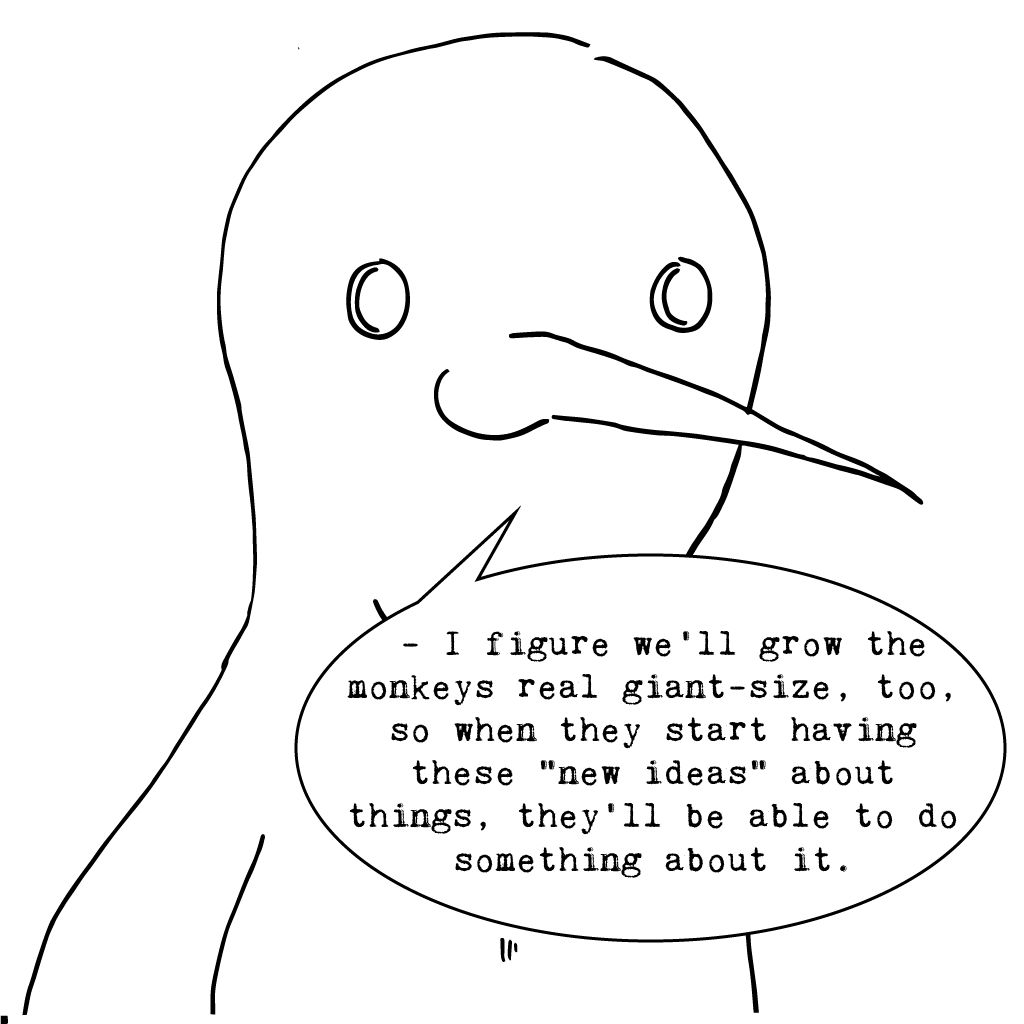 - I figure we'll grow the
monkeys real giant-size, too,
so when they start having
these "new ideas" about
things, they'll be able to do
something about it.